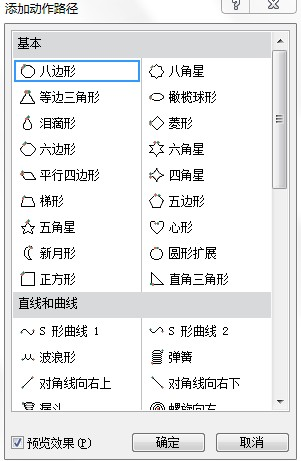 添加动作路径
基本
八边形 八角星
等边三角形 橄榄球形
泪滴形 菱形
六边形 六角星
平行四边形 四角星
梯形 五边形
五角星 心形
新月形 圆形扩展
正方形 直角三角形
直线和曲线
S 形曲线 1 S 形曲线 2
波浪形 弹簧
对角线向右上 对角线向右下
漏斗 螺旋向左
预览效果(P) 确定 取消